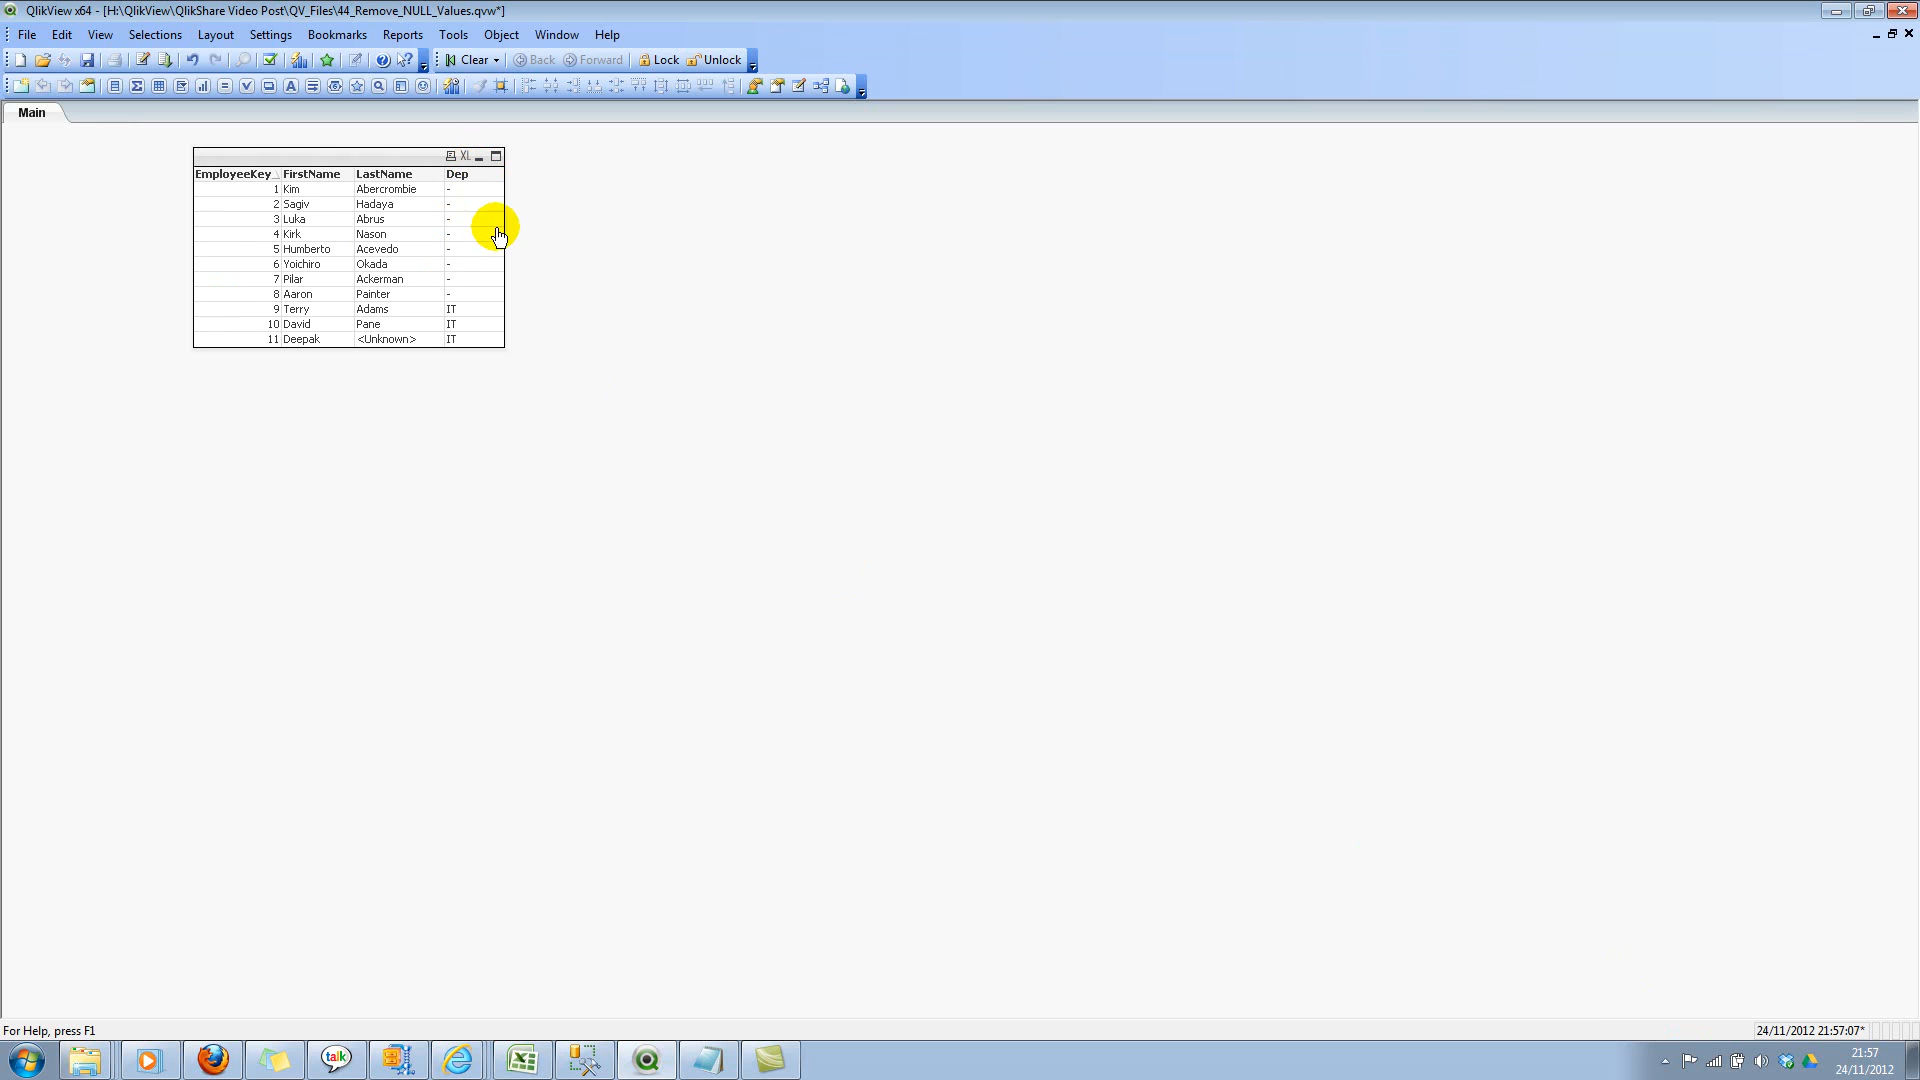 QlikView x64 - [H:\QlikView\QlikShare Video Post\QV_Files\44_Remove_NULL_Values.qvw*]
File Edit View Selections Layout Settings Bookmarks Reports Tools Object Window Help
Clear Back Forward Lock Unlock
Main
XL
EmployeeKey FirstName LastName Dep
1 Kim Abercrombie -
2 Sagiv Hadaya -
3 Luka Abrus -
4 Kirk Nason -
5 Humberto Acevedo -
6 Yoichiro Okada -
7 Pilar Ackerman -
8 Aaron Painter -
9 Terry Adams IT
10 David Pane IT
11 Deepak <Unknown> IT
For Help, press F1 24/11/2012 21:57:07*
talk
21:57
24/11/2012